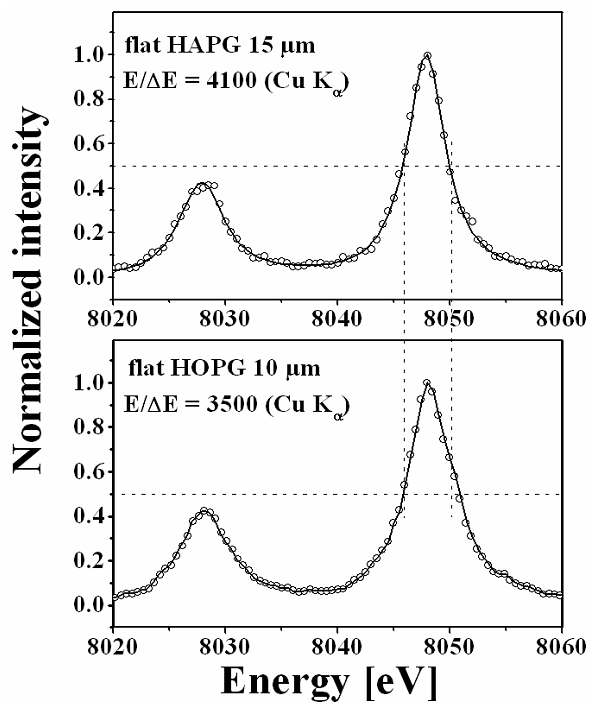 flat HAPG 15 µm
E/ΔE = 4100 (Cu Kα)
1.0
0.8
0.6
0.4
0.2
0.0
8020 8030 8040 8050 8060
flat HOPG 10 µm
E/ΔE = 3500 (Cu Kα)
1.0
0.8
0.6
0.4
0.2
0.0
8020 8030 8040 8050 8060
Normalized intensity
Energy [eV]